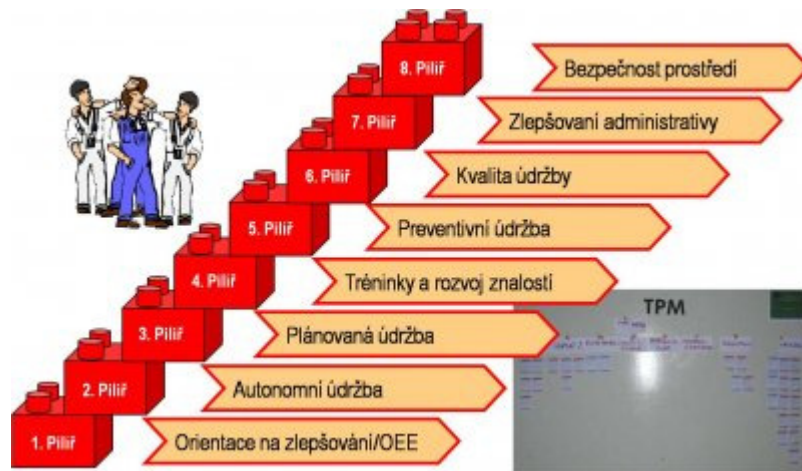 8. Pilíř
Bezpečnost prostředí
7. Pilíř
Zlepšovaní administrativy
6. Pilíř
Kvalita údržby
5. Pilíř
Preventivní údržba
4. Pilíř
Tréninky a rozvoj znalostí
3. Pilíř
Plánovaná údržba
2. Pilíř
Autonomní údržba
1. Pilíř
Orientace na zlepšování/OEE
TPM